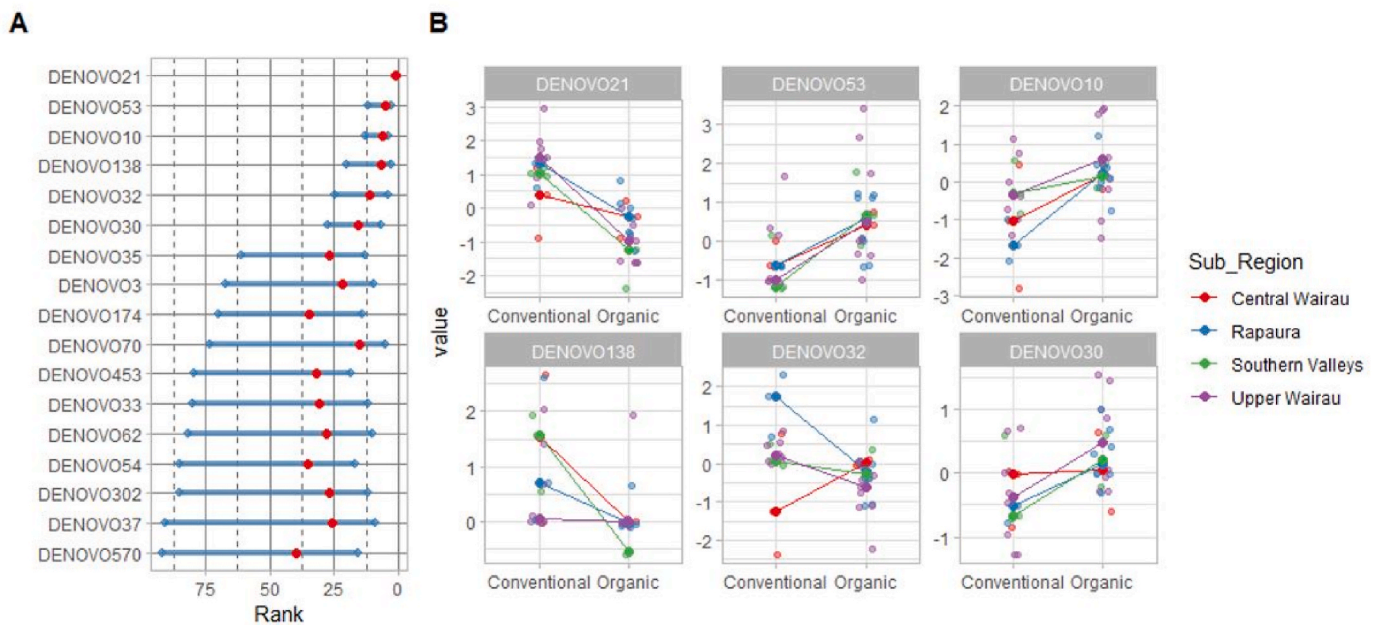 A
DENOVO21
DENOVO53
DENOVO10
DENOVO138
DENOVO32
DENOVO30
DENOVO35
DENOVO3
DENOVO174
DENOVO70
DENOVO453
DENOVO33
DENOVO62
DENOVO54
DENOVO302
DENOVO37
DENOVO570
75 50 25 0
Rank
B
value
DENOVO21
3
2
1
0
-1
-2
Conventional Organic
DENOVO53
3
2
1
0
-1
Conventional Organic
DENOVO10
2
1
0
-1
-2
-3
Conventional Organic
DENOVO138
2
1
0
Conventional Organic
DENOVO32
2
1
0
-1
-2
Conventional Organic
DENOVO30
1
0
-1
Conventional Organic
Sub_Region
Central Wairau
Rapaura
Southern Valleys
Upper Wairau